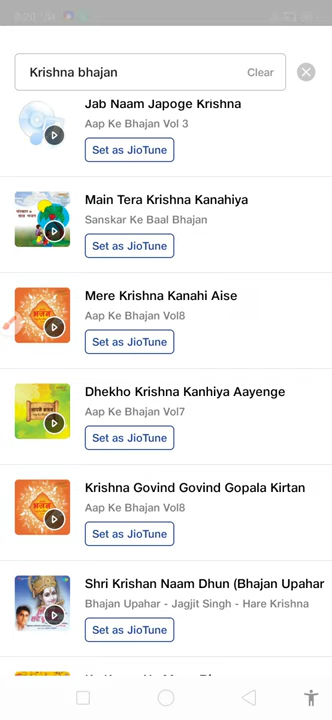 Krishna bhajan
Clear
Jab Naam Japoge Krishna
Aap Ke Bhajan Vol 3
Set as JioTune
Main Tera Krishna Kanahiya
Sanskar Ke Baal Bhajan
Set as JioTune
Mere Krishna Kanahi Aise
Aap Ke Bhajan Vol8
Set as JioTune
Dhekho Krishna Kanhiya Aayenge
Aap Ke Bhajan Vol7
Set as JioTune
Krishna Govind Govind Gopala Kirtan
Aap Ke Bhajan Vol8
Set as JioTune
Shri Krishan Naam Dhun (Bhajan Upahar
Bhajan Upahar - Jagjit Singh - Hare Krishna
Set as JioTune